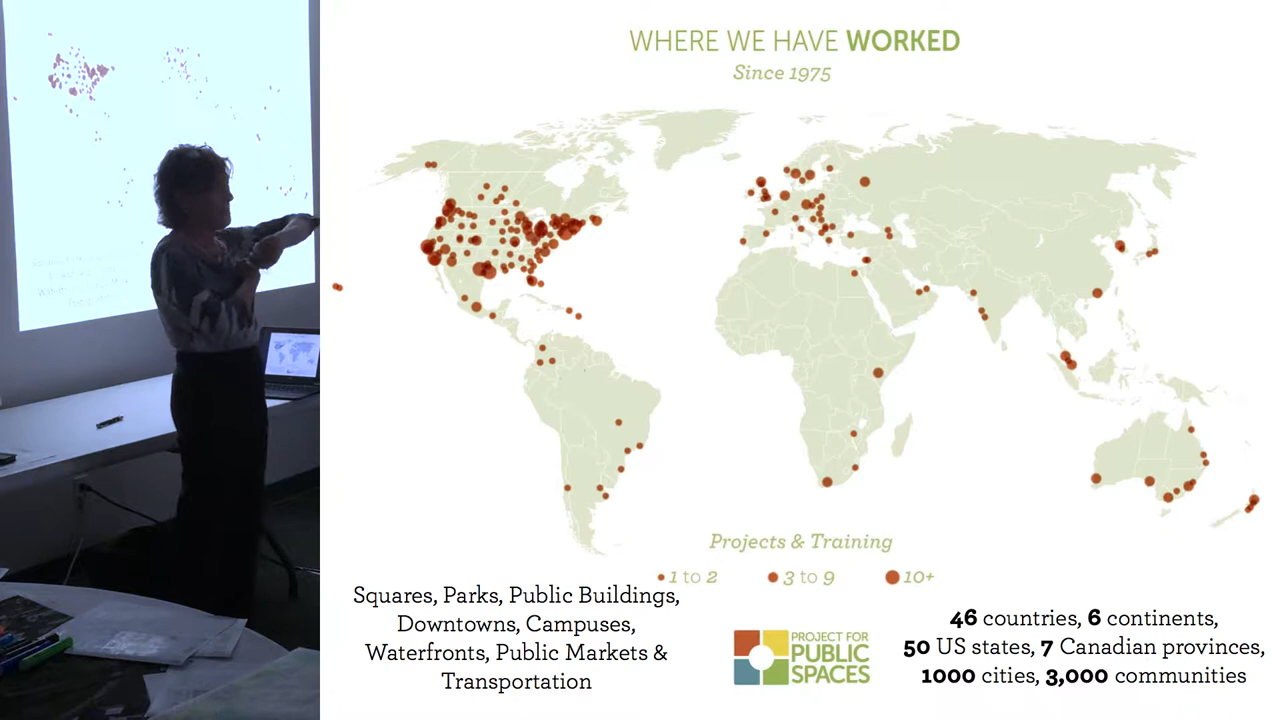 WHERE WE HAVE WORKED
Since 1975
Projects & Training
1 to 2
3 to 9
10+
Squares, Parks, Public Buildings,
Downtowns, Campuses,
Waterfronts, Public Markets &
Transportation
PROJECT FOR
PUBLIC
SPACES
46 countries, 6 continents,
50 US states, 7 Canadian provinces,
1000 cities, 3,000 communities